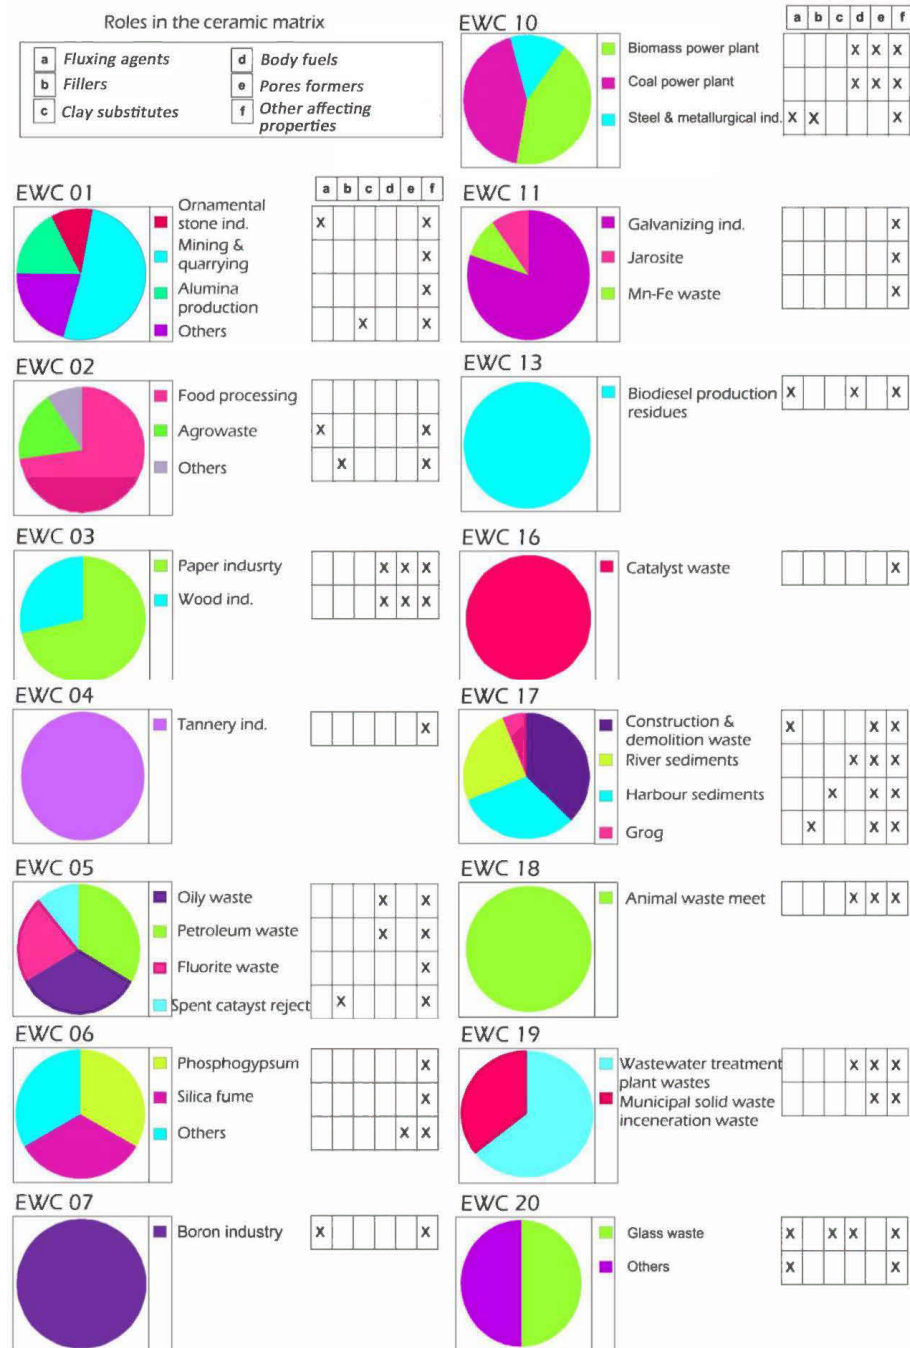 Roles in the ceramic matrix
a Fluxing agents
b Fillers
c Clay substitutes
d Body fuels
e Pores formers
f Other affecting
properties
EWC 01
a b c d e f
Ornamental
stone ind. X X
Mining &
quarrying X
Alumina
production X
Others X X
EWC 02
Food processing
Agrowaste X X
Others X X
EWC 03
Paper indusrty X X X
Wood ind. X X X
EWC 04
Tannery ind. X
EWC 05
Oily waste X X
Petroleum waste X X
Fluorite waste X
Spent catayst reject X X
EWC 06
Phosphogypsum X
Silica fume X
Others X X
EWC 07
Boron industry X X
EWC 10
a b c d e f
Biomass power plant X X X
Coal power plant X X X
Steel & metallurgical ind. X X X
EWC 11
Galvanizing ind. X
Jarosite X
Mn-Fe waste X
EWC 13
Biodiesel production X X X
residues
EWC 16
Catalyst waste X
EWC 17
Construction & X X X
demolition waste
River sediments X X X
Harbour sediments X X X
Grog X X X
EWC 18
Animal waste meet X X X
EWC 19
Wastewater treatment X X X
plant wastes
Municipal solid waste X X
inceneration waste
EWC 20
Glass waste X X X X
Others X X